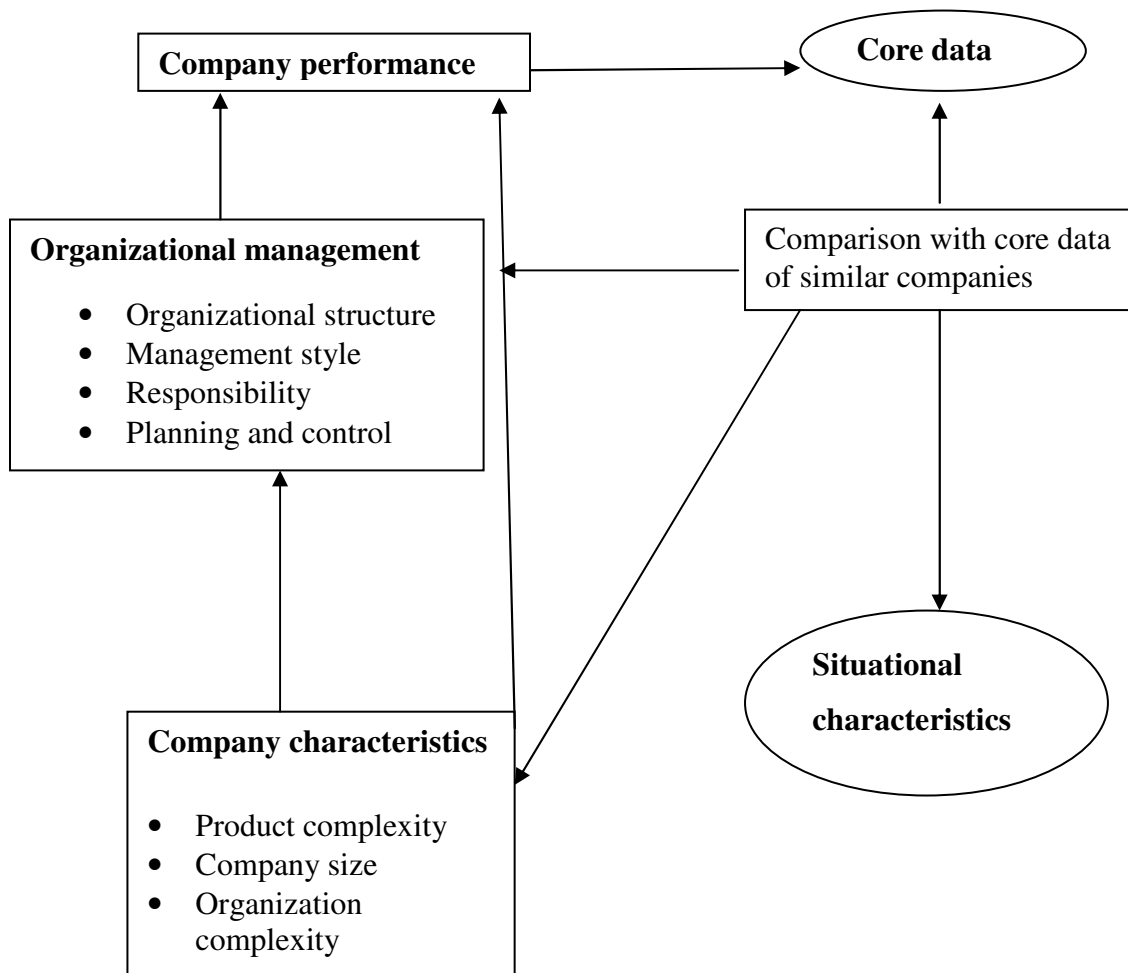 Company performance
Core data
Organizational management
• Organizational structure
• Management style
• Responsibility
• Planning and control
Comparison with core data
of similar companies
Situational
characteristics
Company characteristics
• Product complexity
• Company size
• Organization
complexity